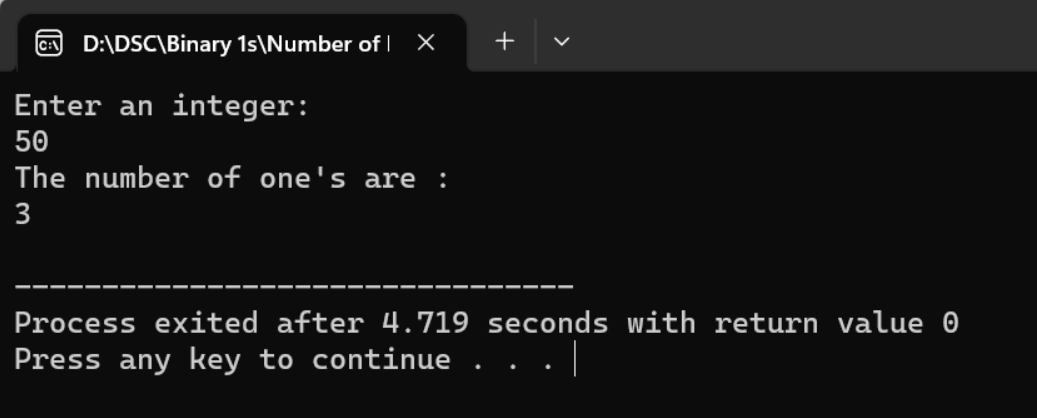 D:\DSC\Binary 1s\Number of
Enter an integer:
50
The number of one's are :
3
--------------------------------
Process exited after 4.719 seconds with return value 0
Press any key to continue . . .